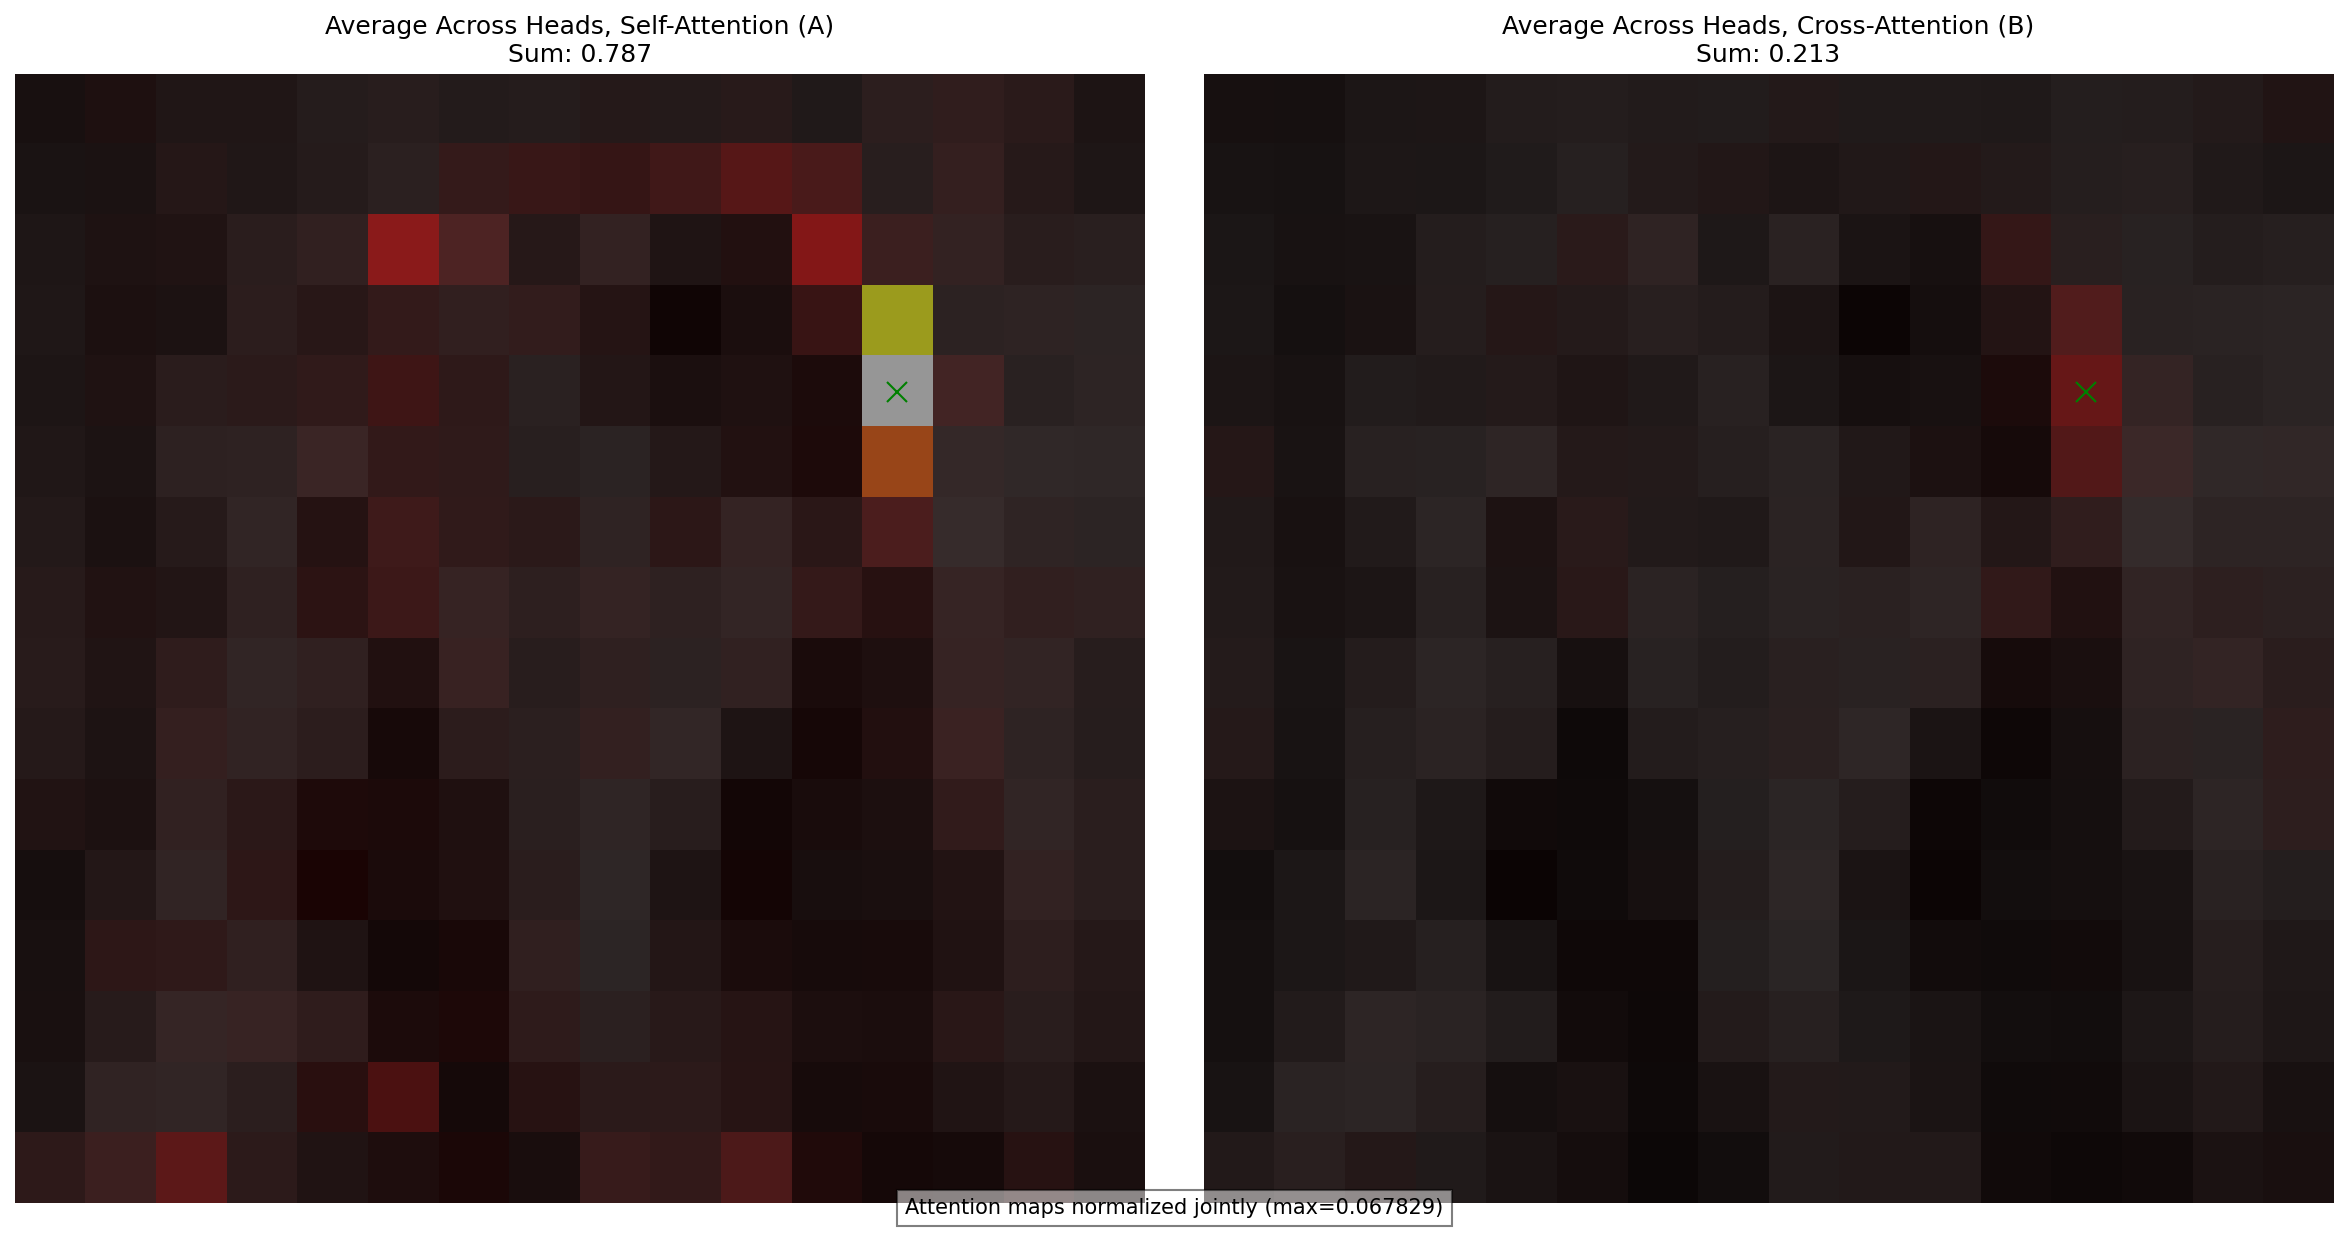 Average Across Heads, Self-Attention (A)
Sum: 0.787
Average Across Heads, Cross-Attention (B)
Sum: 0.213
Attention maps normalized jointly (max=0.067829)